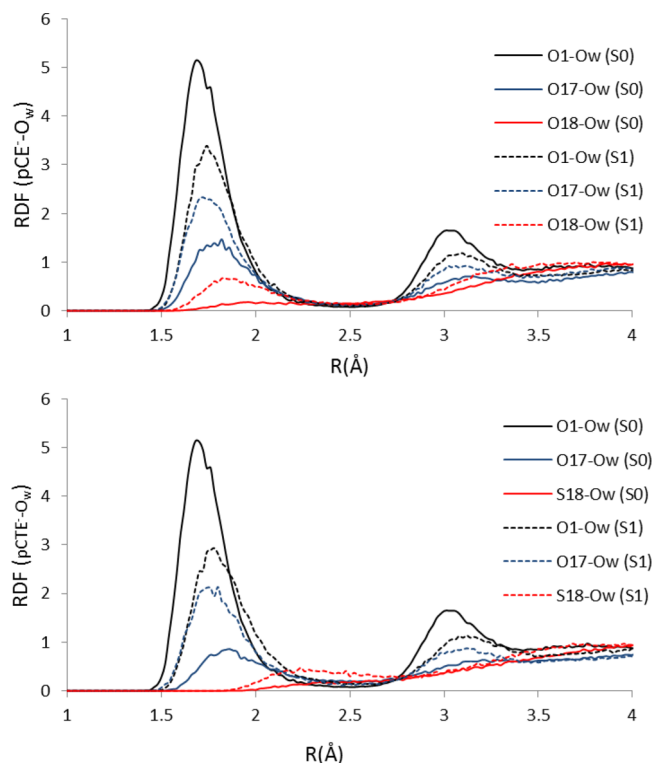 6
5
4
3
2
1
0
RDF (pCE⁻-Ow)
O1-Ow (S0)
O17-Ow (S0)
O18-Ow (S0)
O1-Ow (S1)
O17-Ow (S1)
O18-Ow (S1)
1 1.5 2 2.5 3 3.5 4
R(Å)
6
5
4
3
2
1
0
RDF (pCTE-Ow)
O1-Ow (S0)
O17-Ow (S0)
S18-Ow (S0)
O1-Ow (S1)
O17-Ow (S1)
S18-Ow (S1)
1 1.5 2 2.5 3 3.5 4
R(Å)